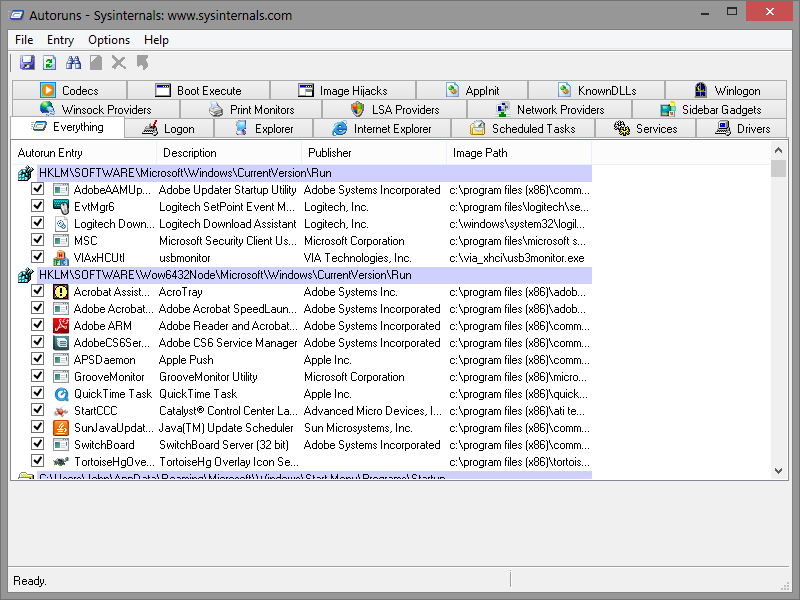 Autoruns - Sysinternals: www.sysinternals.com
File Entry Options Help
Codecs Boot Execute Image Hijacks AppInit KnownDLLs Winlogon
Winsock Providers Print Monitors LSA Providers Network Providers Sidebar Gadgets
Everything Logon Explorer Internet Explorer Scheduled Tasks Services Drivers
Autorun Entry Description Publisher Image Path
HKLM\SOFTWARE\Microsoft\Windows\CurrentVersion\Run
AdobeAAMUp... Adobe Updater Startup Utility Adobe Systems Incorporated c:\program files (x86)\comm...
EvtMgr6 Logitech SetPoint Event M... Logitech, Inc. c:\program files\logitech\se...
Logitech Down... Logitech Download Assistant Logitech, Inc. c:\windows\system32\logil...
MSC Microsoft Security Client Us... Microsoft Corporation c:\program files\microsoft s...
VIAxHCUtl usbmonitor VIA Technologies, Inc. c:\via_xhci\usb3monitor.exe
HKLM\SOFTWARE\Wow6432Node\Microsoft\Windows\CurrentVersion\Run
Acrobat Assist... AcroTray Adobe Systems Inc. c:\program files (x86)\adob...
Adobe Acrobat... Adobe Acrobat SpeedLaun... Adobe Systems Incorporated c:\program files (x86)\adob...
Adobe ARM Adobe Reader and Acrobat... Adobe Systems Incorporated c:\program files (x86)\comm...
AdobeCS6Ser... Adobe CS6 Service Manager Adobe Systems Incorporated c:\program files (x86)\comm...
APSDaemon Apple Push Apple Inc. c:\program files (x86)\comm...
GrooveMonitor GrooveMonitor Utility Microsoft Corporation c:\program files (x86)\micro...
QuickTime Task QuickTime Task Apple Inc. c:\program files (x86)\quick...
StartCCC Catalyst® Control Center La... Advanced Micro Devices, I... c:\program files (x86)\ati te...
SunJavaUpdat... Java(TM) Update Scheduler Sun Microsystems, Inc. c:\program files (x86)\comm...
SwitchBoard SwitchBoard Server (32 bit) Adobe Systems Incorporated c:\program files (x86)\comm...
TortoiseHgOve... TortoiseHg Overlay Icon Se... c:\program files (x86)\tortois...
C:\Users\John\AppData\Roaming\Microsoft\Windows\Start Menu\Programs\Startup
Ready.